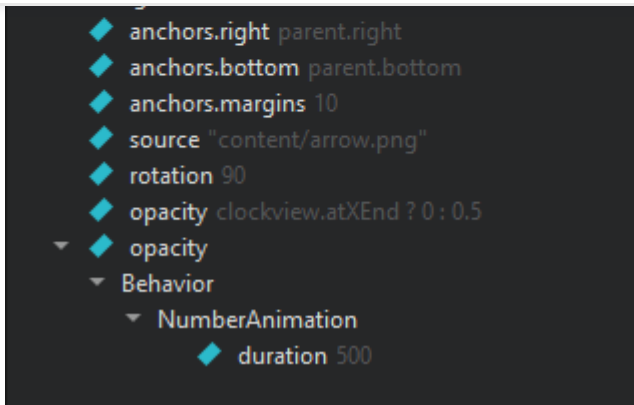 anchors.right parent.right
anchors.bottom parent.bottom
anchors.margins 10
source "content/arrow.png"
rotation 90
opacity clockview.atXEnd ? 0 : 0.5
opacity
Behavior
NumberAnimation
duration 500